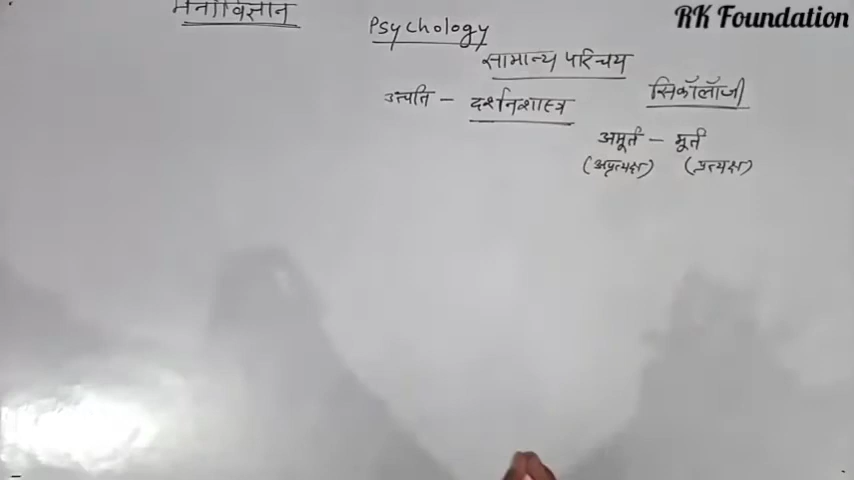 मनोविज्ञान
Psychology
RK Foundation
सामान्य परिचय
उत्पति - दर्शनशास्त्र
सिकॉलॉजी
अमूर्त - मूर्त
(अप्रत्यक्ष) (प्रत्यक्ष)